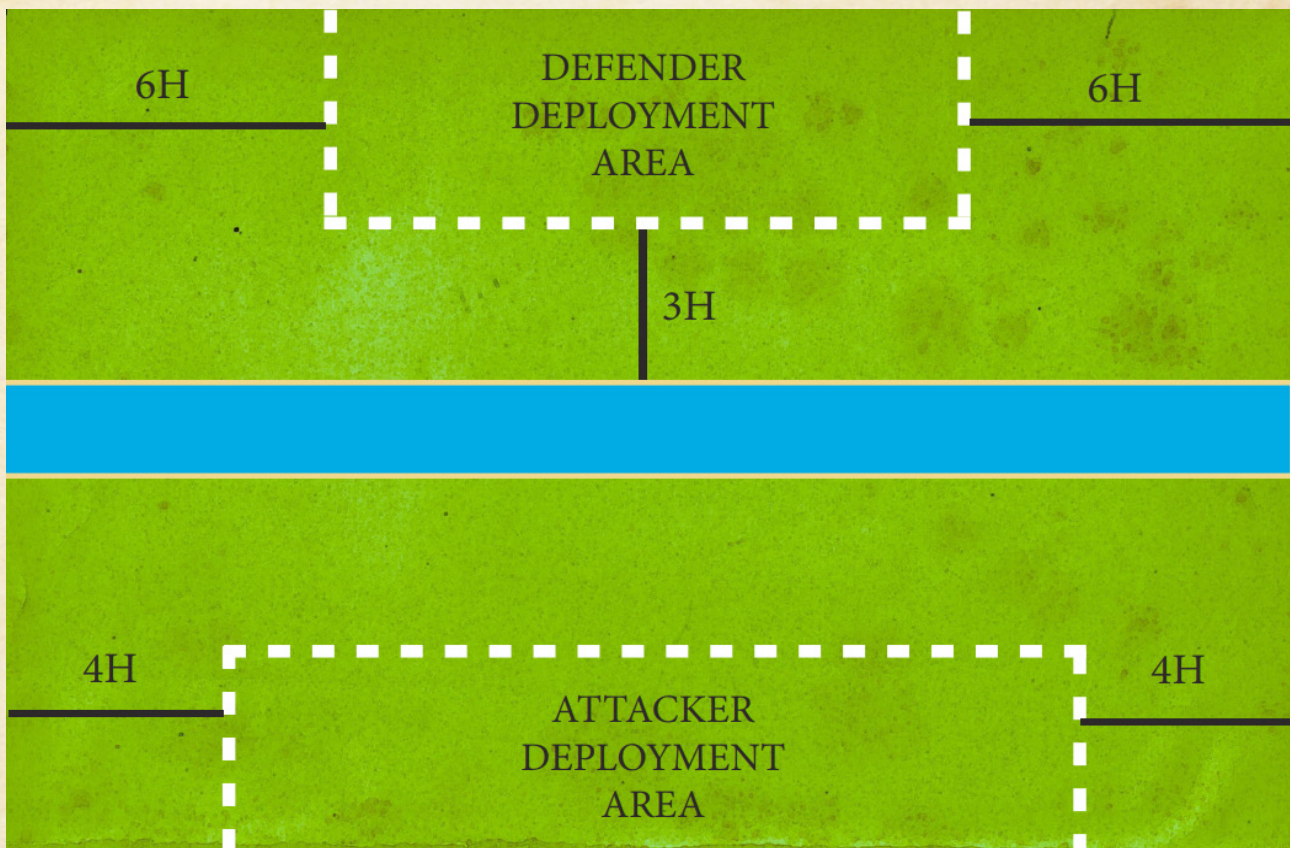 6H
DEFENDER
DEPLOYMENT
AREA
6H
3H
4H
ATTACKER
DEPLOYMENT
AREA
4H